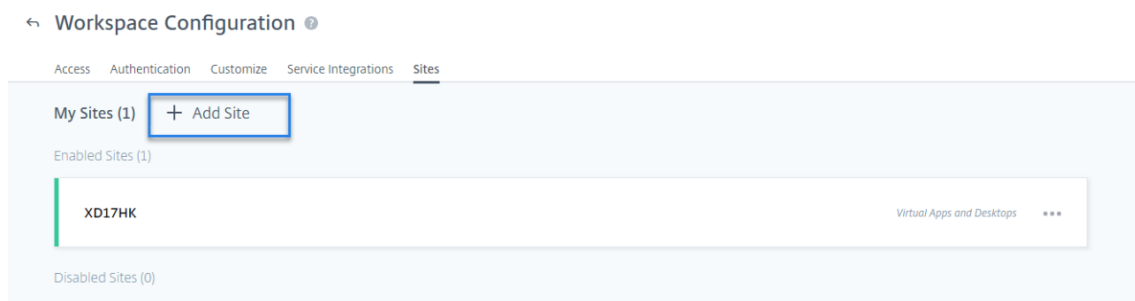 Workspace Configuration
Access Authentication Customize Service Integrations Sites
My Sites (1) + Add Site
Enabled Sites (1)
XD17HK Virtual Apps and Desktops
Disabled Sites (0)